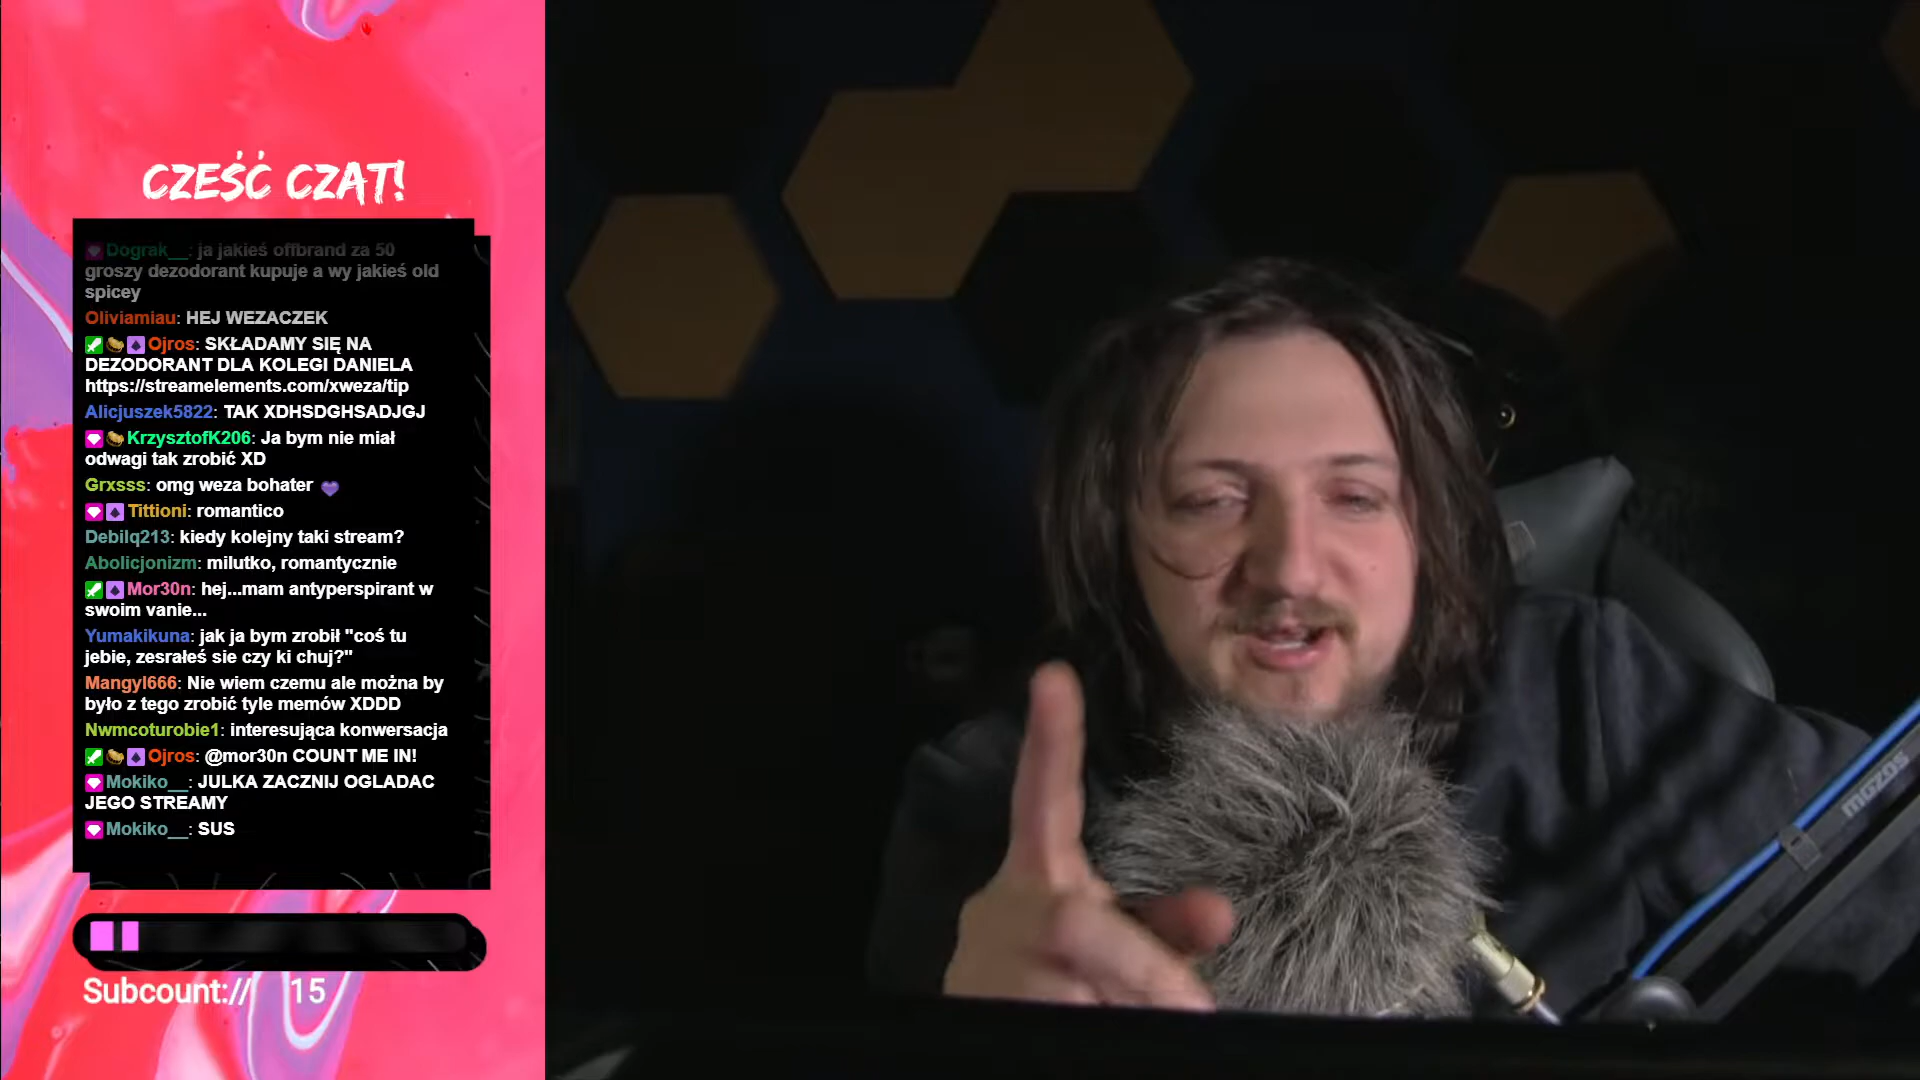 CZEŚĆ CZAT!
Dograk__: ja jakieś offbrand za 50
groszy dezodorant kupuje a wy jakieś old
spicey
Oliviamiau: HEJ WEZACZEK
Ojros: SKŁADAMY SIĘ NA
DEZODORANT DLA KOLEGI DANIELA
https://streamelements.com/xweza/tip
Alicjuszek5822: TAK XDHSDGHSADJGJ
KrzysztofK206: Ja bym nie miał
odwagi tak zrobić XD
Grxsss: omg weza bohater
Tittioni: romantico
Debilq213: kiedy kolejny taki stream?
Abolicjonizm: milutko, romantycznie
Mor30n: hej...mam antyperspirant w
swoim vanie...
Yumakikuna: jak ja bym zrobił "coś tu
jebie, zesrałeś sie czy ki chuj?"
Mangyl666: Nie wiem czemu ale można by
było z tego zrobić tyle memów XDDD
Nwmcoturobie1: interesująca konwersacja
Ojros: @mor30n COUNT ME IN!
Mokiko__: JULKA ZACZNIJ OGLADAC
JEGO STREAMY
Mokiko__: SUS
Subcount:// 15
MOZOS